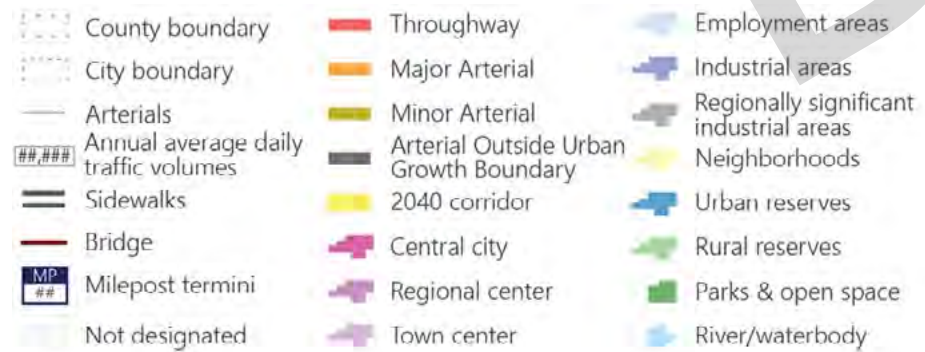 County boundary
City boundary
Arterials
##,###
Annual average daily
traffic volumes
Sidewalks
Bridge
MP
##
Milepost termini
Not designated
Throughway
Major Arterial
Minor Arterial
Arterial Outside Urban
Growth Boundary
2040 corridor
Central city
Regional center
Town center
Employment areas
Industrial areas
Regionally significant
industrial areas
Neighborhoods
Urban reserves
Rural reserves
Parks & open space
River/waterbody